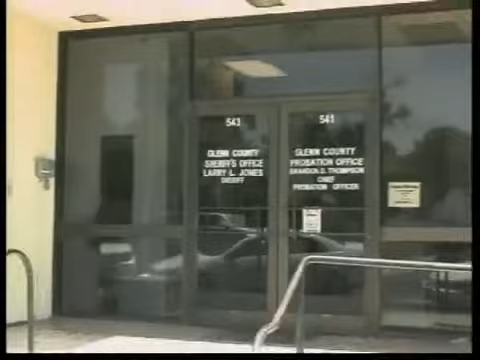 543
GLENN COUNTY
SHERIFF'S OFFICE
LARRY L. JONES
SHERIFF
541
GLENN COUNTY
PROBATION OFFICE
BRANDON D. THOMPSON
CHIEF
PROBATION OFFICER